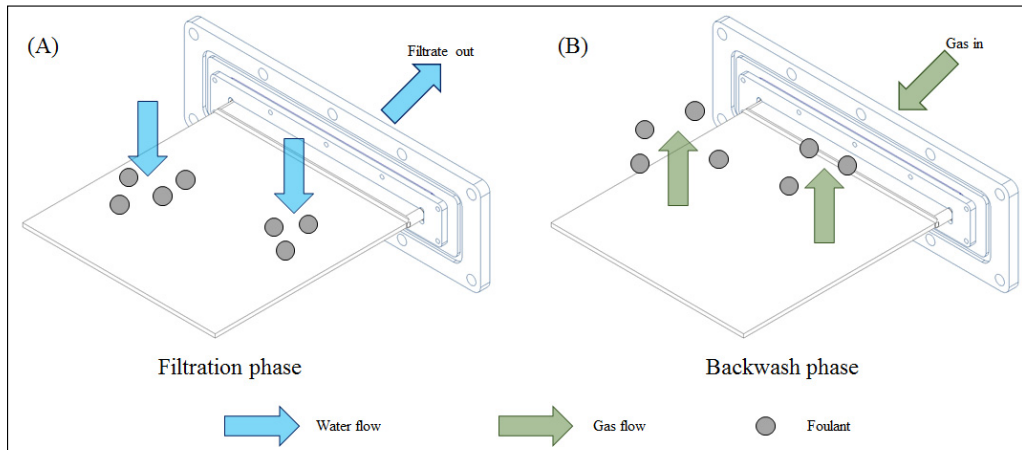 (A)
Filtrate out
(B)
Gas in
Filtration phase
Backwash phase
Water flow
Gas flow
Foulant